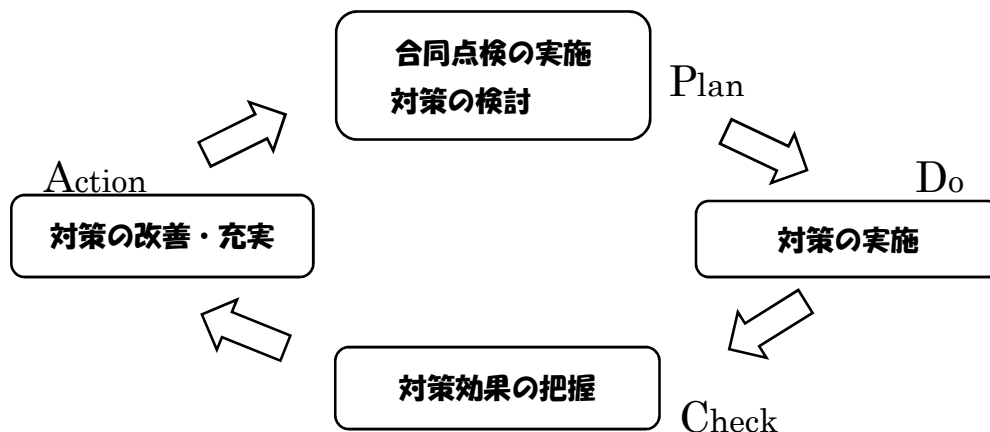 合同点検の実施
対策の検討
Plan
Action
Do
対策の改善・充実
対策の実施
対策効果の把握
Check